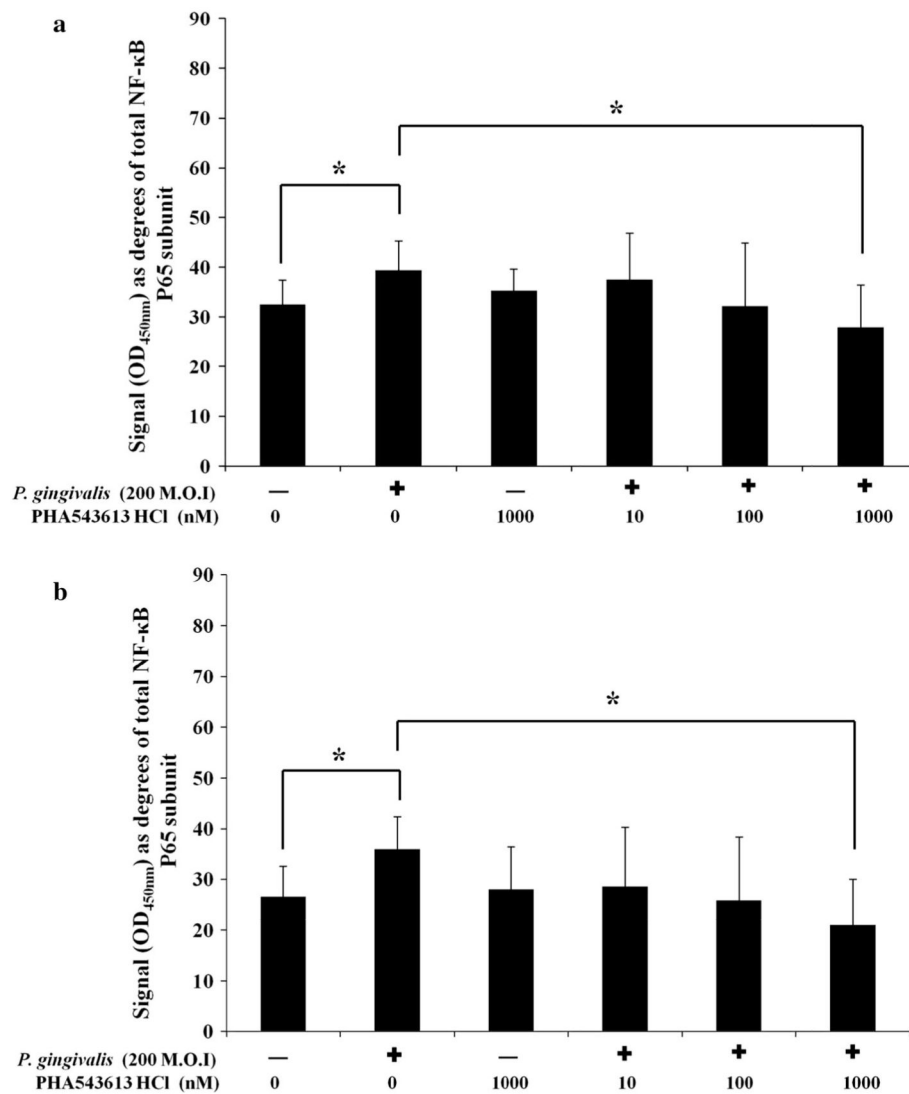 a
Signal (OD450nm) as degrees of total NF-κB
P65 subunit
90
80
70
60
50
40
30
20
10
0
*
*
P. gingivalis (200 M.O.I) — + — + + +
PHA543613 HCl (nM) 0 0 1000 10 100 1000
b
Signal (OD450nm) as degrees of total NF-κB
P65 subunit
90
80
70
60
50
40
30
20
10
0
*
*
P. gingivalis (200 M.O.I) — + — + + +
PHA543613 HCl (nM) 0 0 1000 10 100 1000